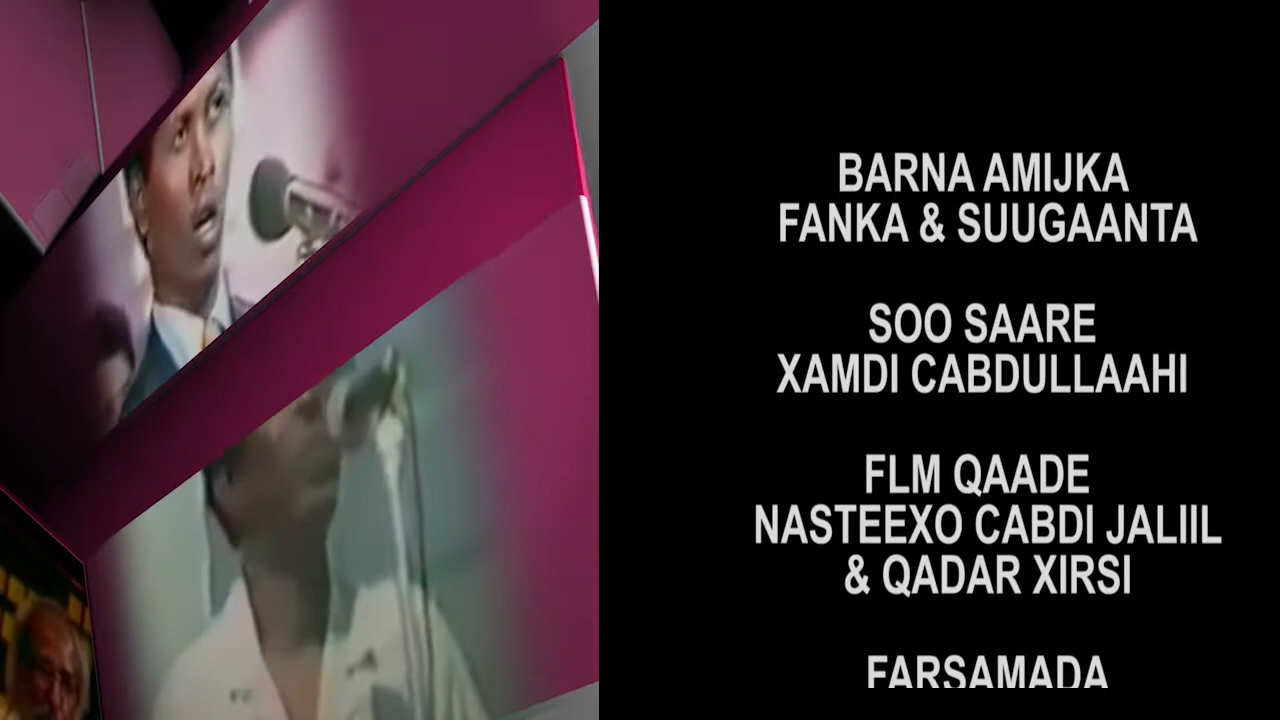 BARNA AMIJKA
FANKA & SUUGAANTA
SOO SAARE
XAMDI CABDULLAAHI
FLM QAADE
NASTEEXO CABDI JALIIL
& QADAR XIRSI
FARSAMADA